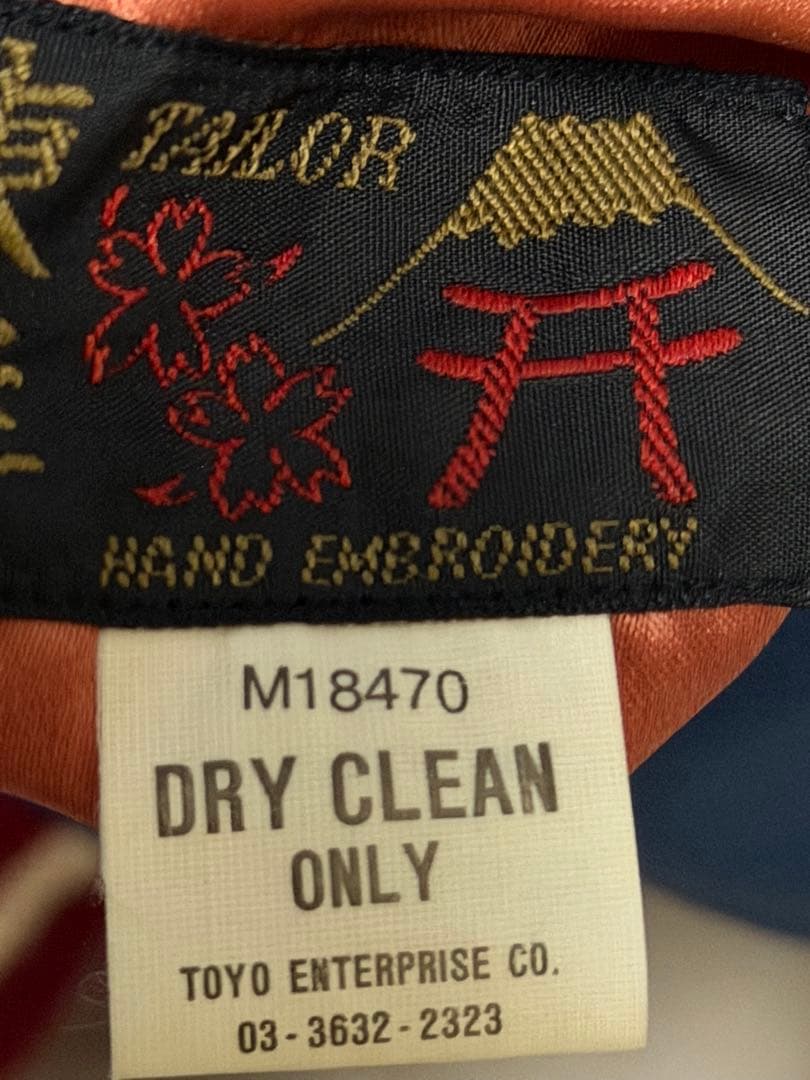 TAILOR
HAND EMBROIDERY
M18470
DRY CLEAN
ONLY
TOYO ENTERPRISE CO.
03-3632-2323